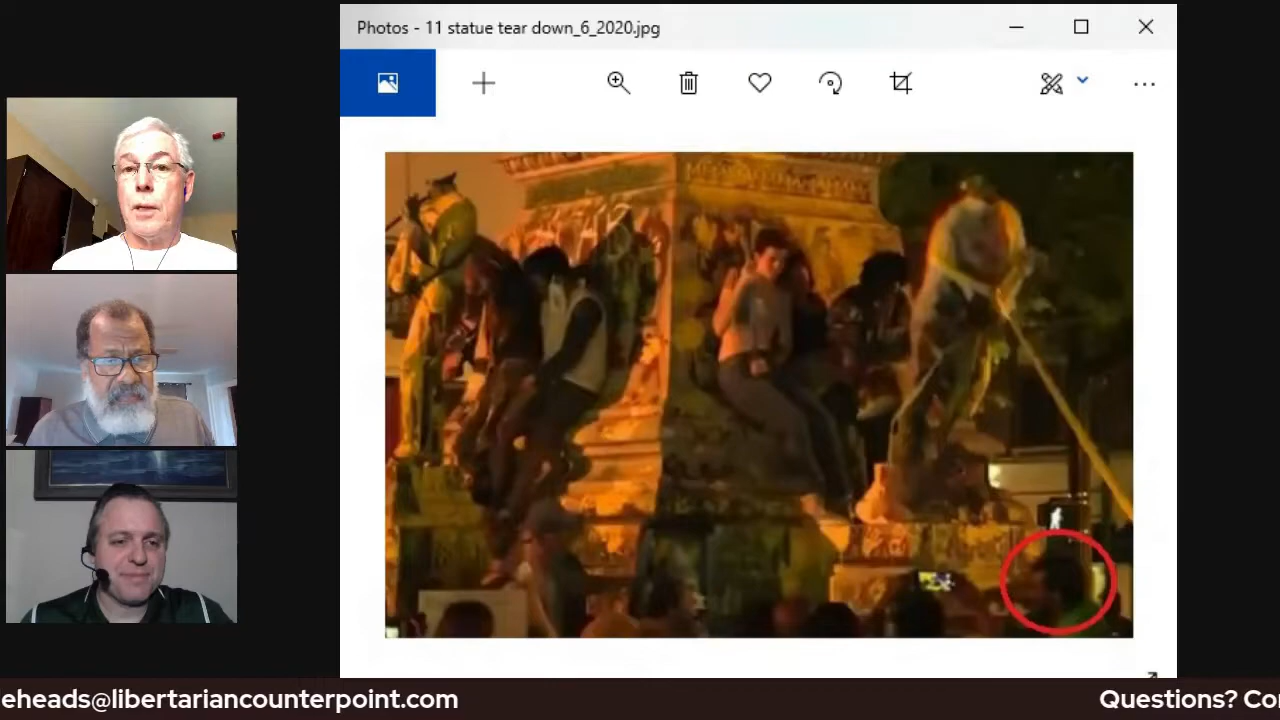 Photos - 11 statue tear down_6_2020.jpg
eheads@libertariancounterpoint.com
Questions? Co